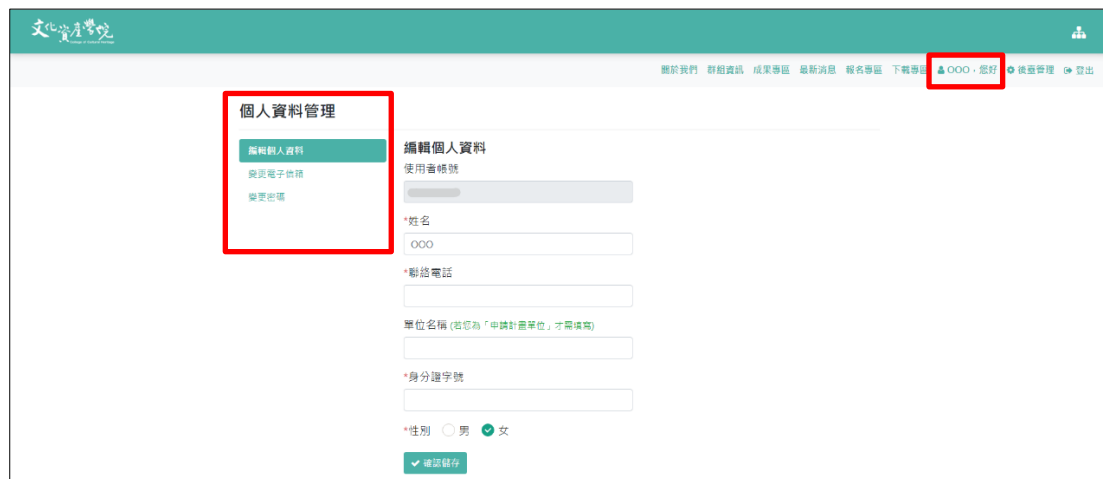 文化資產學院
College of Cultural Heritage
關於我們 群組資訊 成果專區 最新消息 報名專區 下載專區 OOO，您好 後臺管理 登出
個人資料管理
編輯個人資料
變更電子信箱
變更密碼
編輯個人資料
使用者帳號
*姓名
OOO
*聯絡電話
單位名稱 (若您為「申請計畫單位」才需填寫)
*身分證字號
*性別 男 女
確認儲存